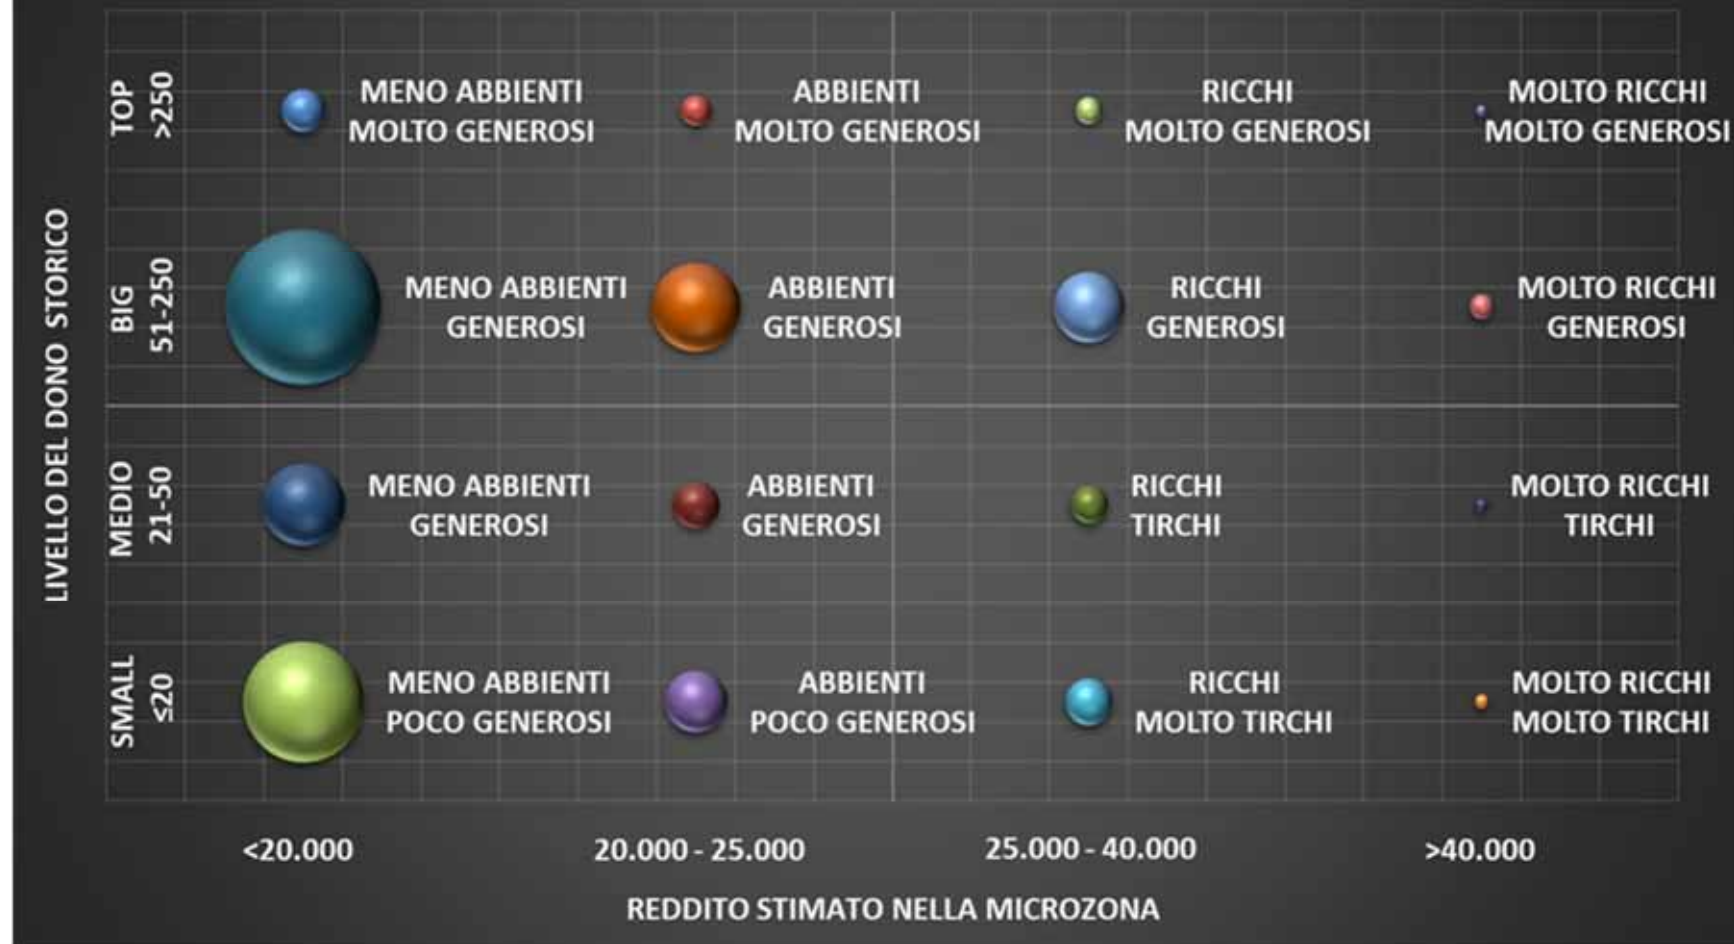 LIVELLO DEL DONO STORICO
TOP
>250
MENO ABBIENTI
MOLTO GENEROSI
ABBIENTI
MOLTO GENEROSI
RICCHI
MOLTO GENEROSI
MOLTO RICCHI
MOLTO GENEROSI
BIG
51-250
MENO ABBIENTI
GENEROSI
ABBIENTI
GENEROSI
RICCHI
GENEROSI
MOLTO RICCHI
GENEROSI
MEDIO
21-50
MENO ABBIENTI
GENEROSI
ABBIENTI
GENEROSI
RICCHI
TIRCHI
MOLTO RICCHI
TIRCHI
SMALL
≤20
MENO ABBIENTI
POCO GENEROSI
ABBIENTI
POCO GENEROSI
RICCHI
MOLTO TIRCHI
MOLTO RICCHI
MOLTO TIRCHI
<20.000
20.000 - 25.000
25.000 - 40.000
>40.000
REDDITO STIMATO NELLA MICROZONA